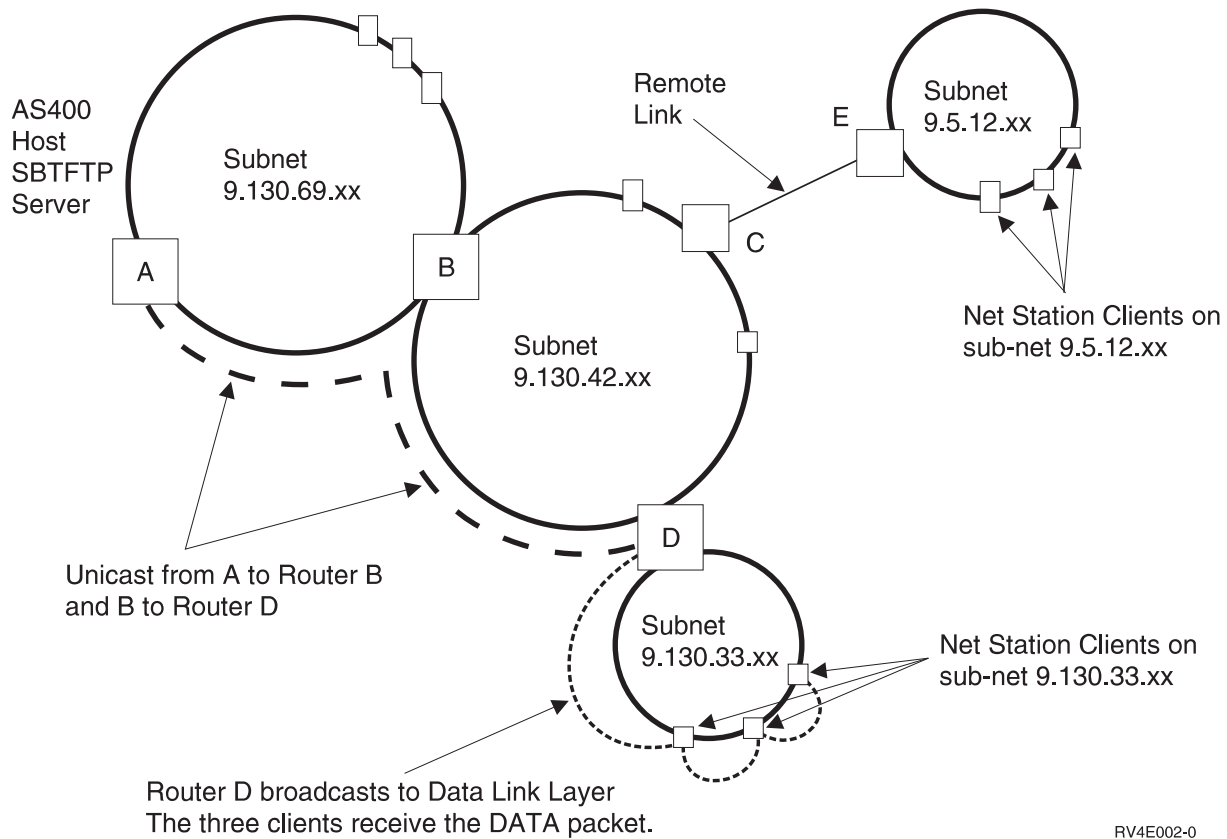 AS400
Host
SBTFTP
Server
Subnet
9.130.69.xx
A
B
Remote
Link
E
C
Subnet
9.5.12.xx
Net Station Clients on
sub-net 9.5.12.xx
Subnet
9.130.42.xx
D
Unicast from A to Router B
and B to Router D
Subnet
9.130.33.xx
Net Station Clients on
sub-net 9.130.33.xx
Router D broadcasts to Data Link Layer
The three clients receive the DATA packet.
RV4E002-0